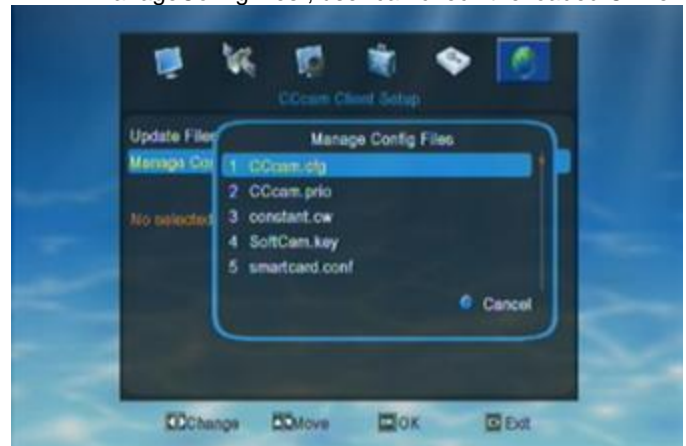 CCcam Client Setup
Update Files
Manage Config Files
Manage Con
1 CCcam.cfg
2 CCcam.prio
No selected
3 constant.cw
4 SoftCam.key
5 smartcard.conf
Cancel
Change Move OK Exit